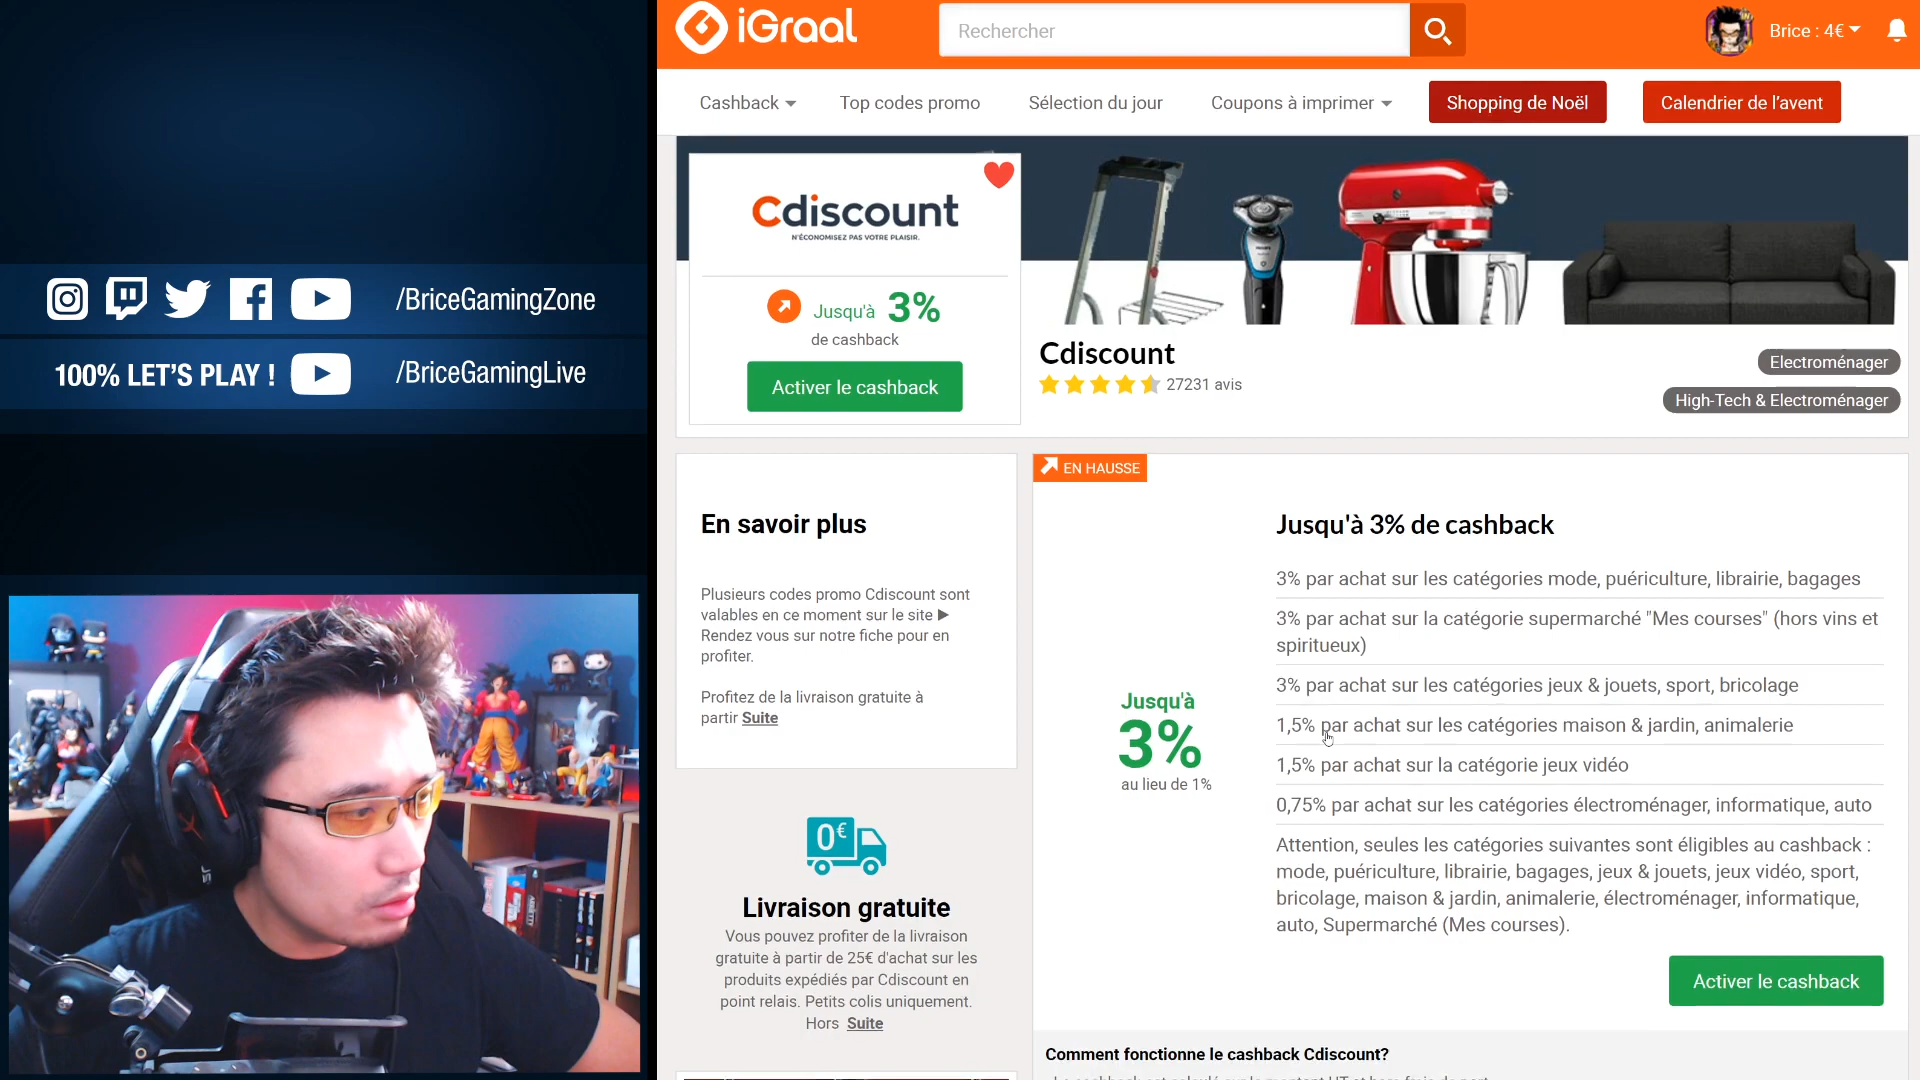 iGraal
Rechercher
Brice : 4€
Cashback
Top codes promo
Sélection du jour
Coupons à imprimer
Shopping de Noël
Calendrier de l'avent
Cdiscount
N'ÉCONOMISEZ PAS VOTRE PLAISIR.
Jusqu'à 3%
de cashback
Activer le cashback
Cdiscount
27231 avis
Electroménager
High-Tech & Electroménager
/BriceGamingZone
100% LET'S PLAY !
/BriceGamingLive
En savoir plus
Plusieurs codes promo Cdiscount sont
valables en ce moment sur le site ▶
Rendez vous sur notre fiche pour en
profiter.
Profitez de la livraison gratuite à
partir Suite
0€
Livraison gratuite
Vous pouvez profiter de la livraison
gratuite à partir de 25€ d'achat sur les
produits expédiés par Cdiscount en
point relais. Petits colis uniquement.
Hors Suite
EN HAUSSE
Jusqu'à
3%
au lieu de 1%
Jusqu'à 3% de cashback
3% par achat sur les catégories mode, puériculture, librairie, bagages
3% par achat sur la catégorie supermarché "Mes courses" (hors vins et
spiritueux)
3% par achat sur les catégories jeux & jouets, sport, bricolage
1,5% par achat sur les catégories maison & jardin, animalerie
1,5% par achat sur la catégorie jeux vidéo
0,75% par achat sur les catégories électroménager, informatique, auto
Attention, seules les catégories suivantes sont éligibles au cashback :
mode, puériculture, librairie, bagages, jeux & jouets, jeux vidéo, sport,
bricolage, maison & jardin, animalerie, électroménager, informatique,
auto, Supermarché (Mes courses).
Activer le cashback
Comment fonctionne le cashback Cdiscount?